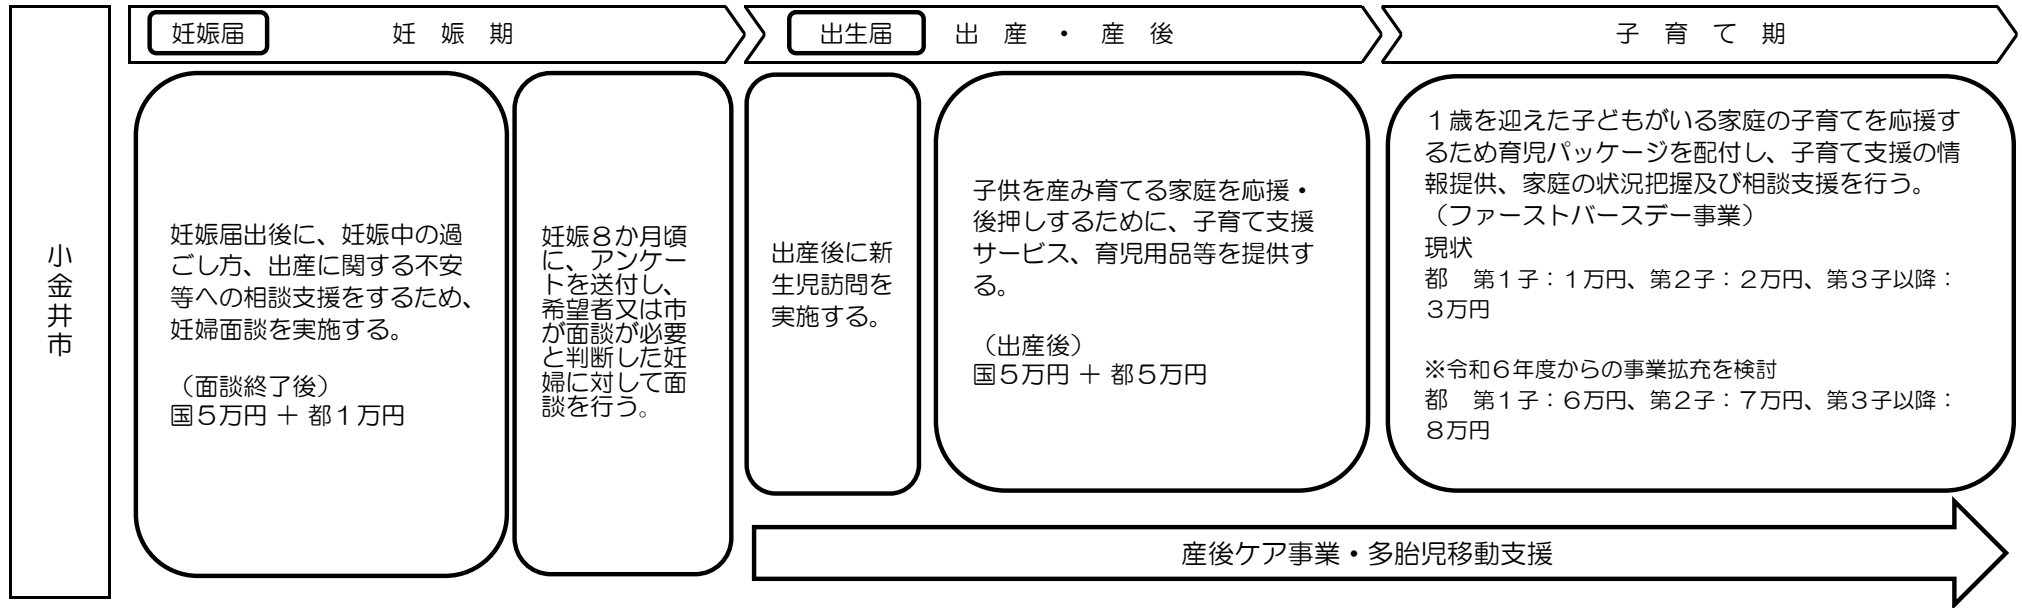 小金井市
妊娠届
妊娠期
出生届
出産・産後
子育て期
妊娠届出後に、妊娠中の過
ごし方、出産に関する不安
等への相談支援をするため、
妊婦面談を実施する。
（面談終了後）
国５万円 ＋ 都１万円
妊娠８か月頃
に、アンケー
トを送付し、
希望者又は市
が面談が必要
と判断した妊
婦に対して面
談を行う。
出産後に新
生児訪問を
実施する。
子供を産み育てる家庭を応援・
後押しするために、子育て支援
サービス、育児用品等を提供す
る。
（出産後）
国５万円 ＋ 都５万円
１歳を迎えた子どもがいる家庭の子育てを応援す
るため育児パッケージを配付し、子育て支援の情
報提供、家庭の状況把握及び相談支援を行う。
（ファーストバースデー事業）
現状
都　第１子：１万円、第２子：２万円、第３子以降：
３万円
※令和６年度からの事業拡充を検討
都　第１子：６万円、第２子：７万円、第３子以降：
８万円
産後ケア事業・多胎児移動支援